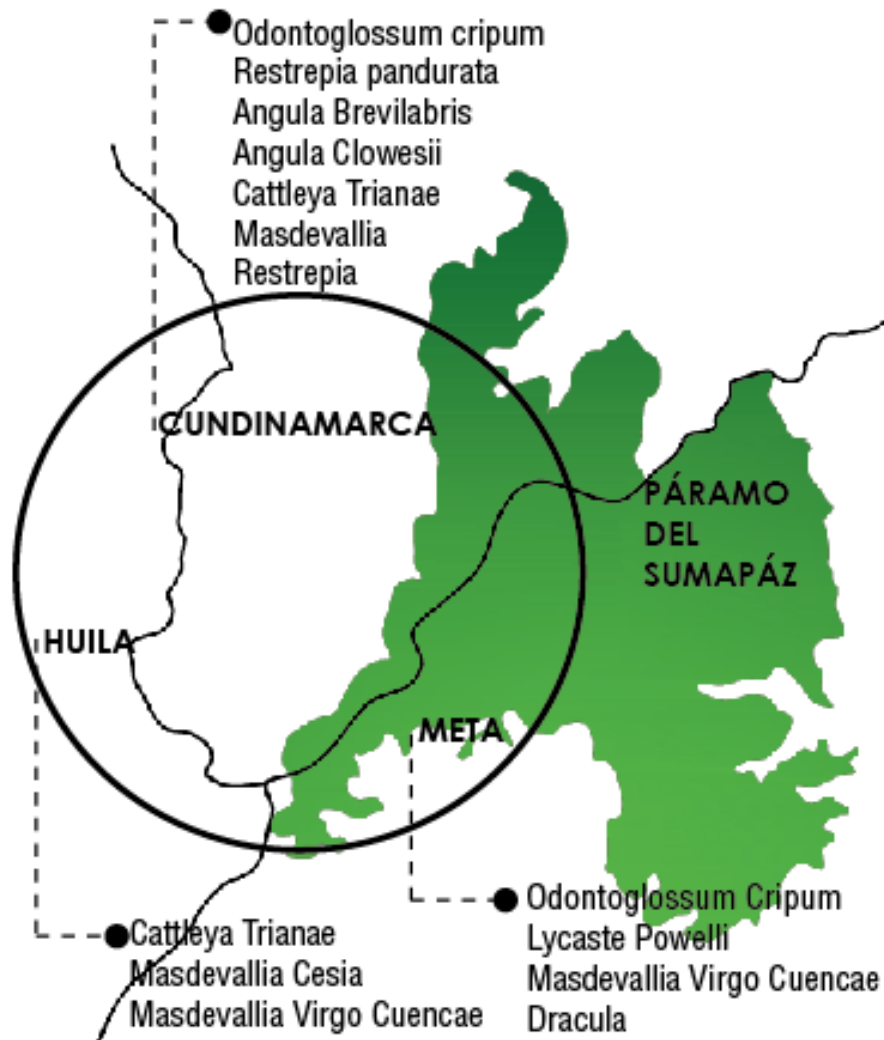 Odontoglossum cripum
Restrepia pandurata
Angula Brevilabris
Angula Clowesii
Cattleya Trianae
Masdevallia
Restrepia
CUNDINAMARCA
PÁRAMO
DEL
SUMAPÁZ
HUILA
META
Cattleya Trianae
Masdevallia Cesia
Masdevallia Virgo Cuencae
Odontoglossum Cripum
Lycaste Powelli
Masdevallia Virgo Cuencae
Dracula